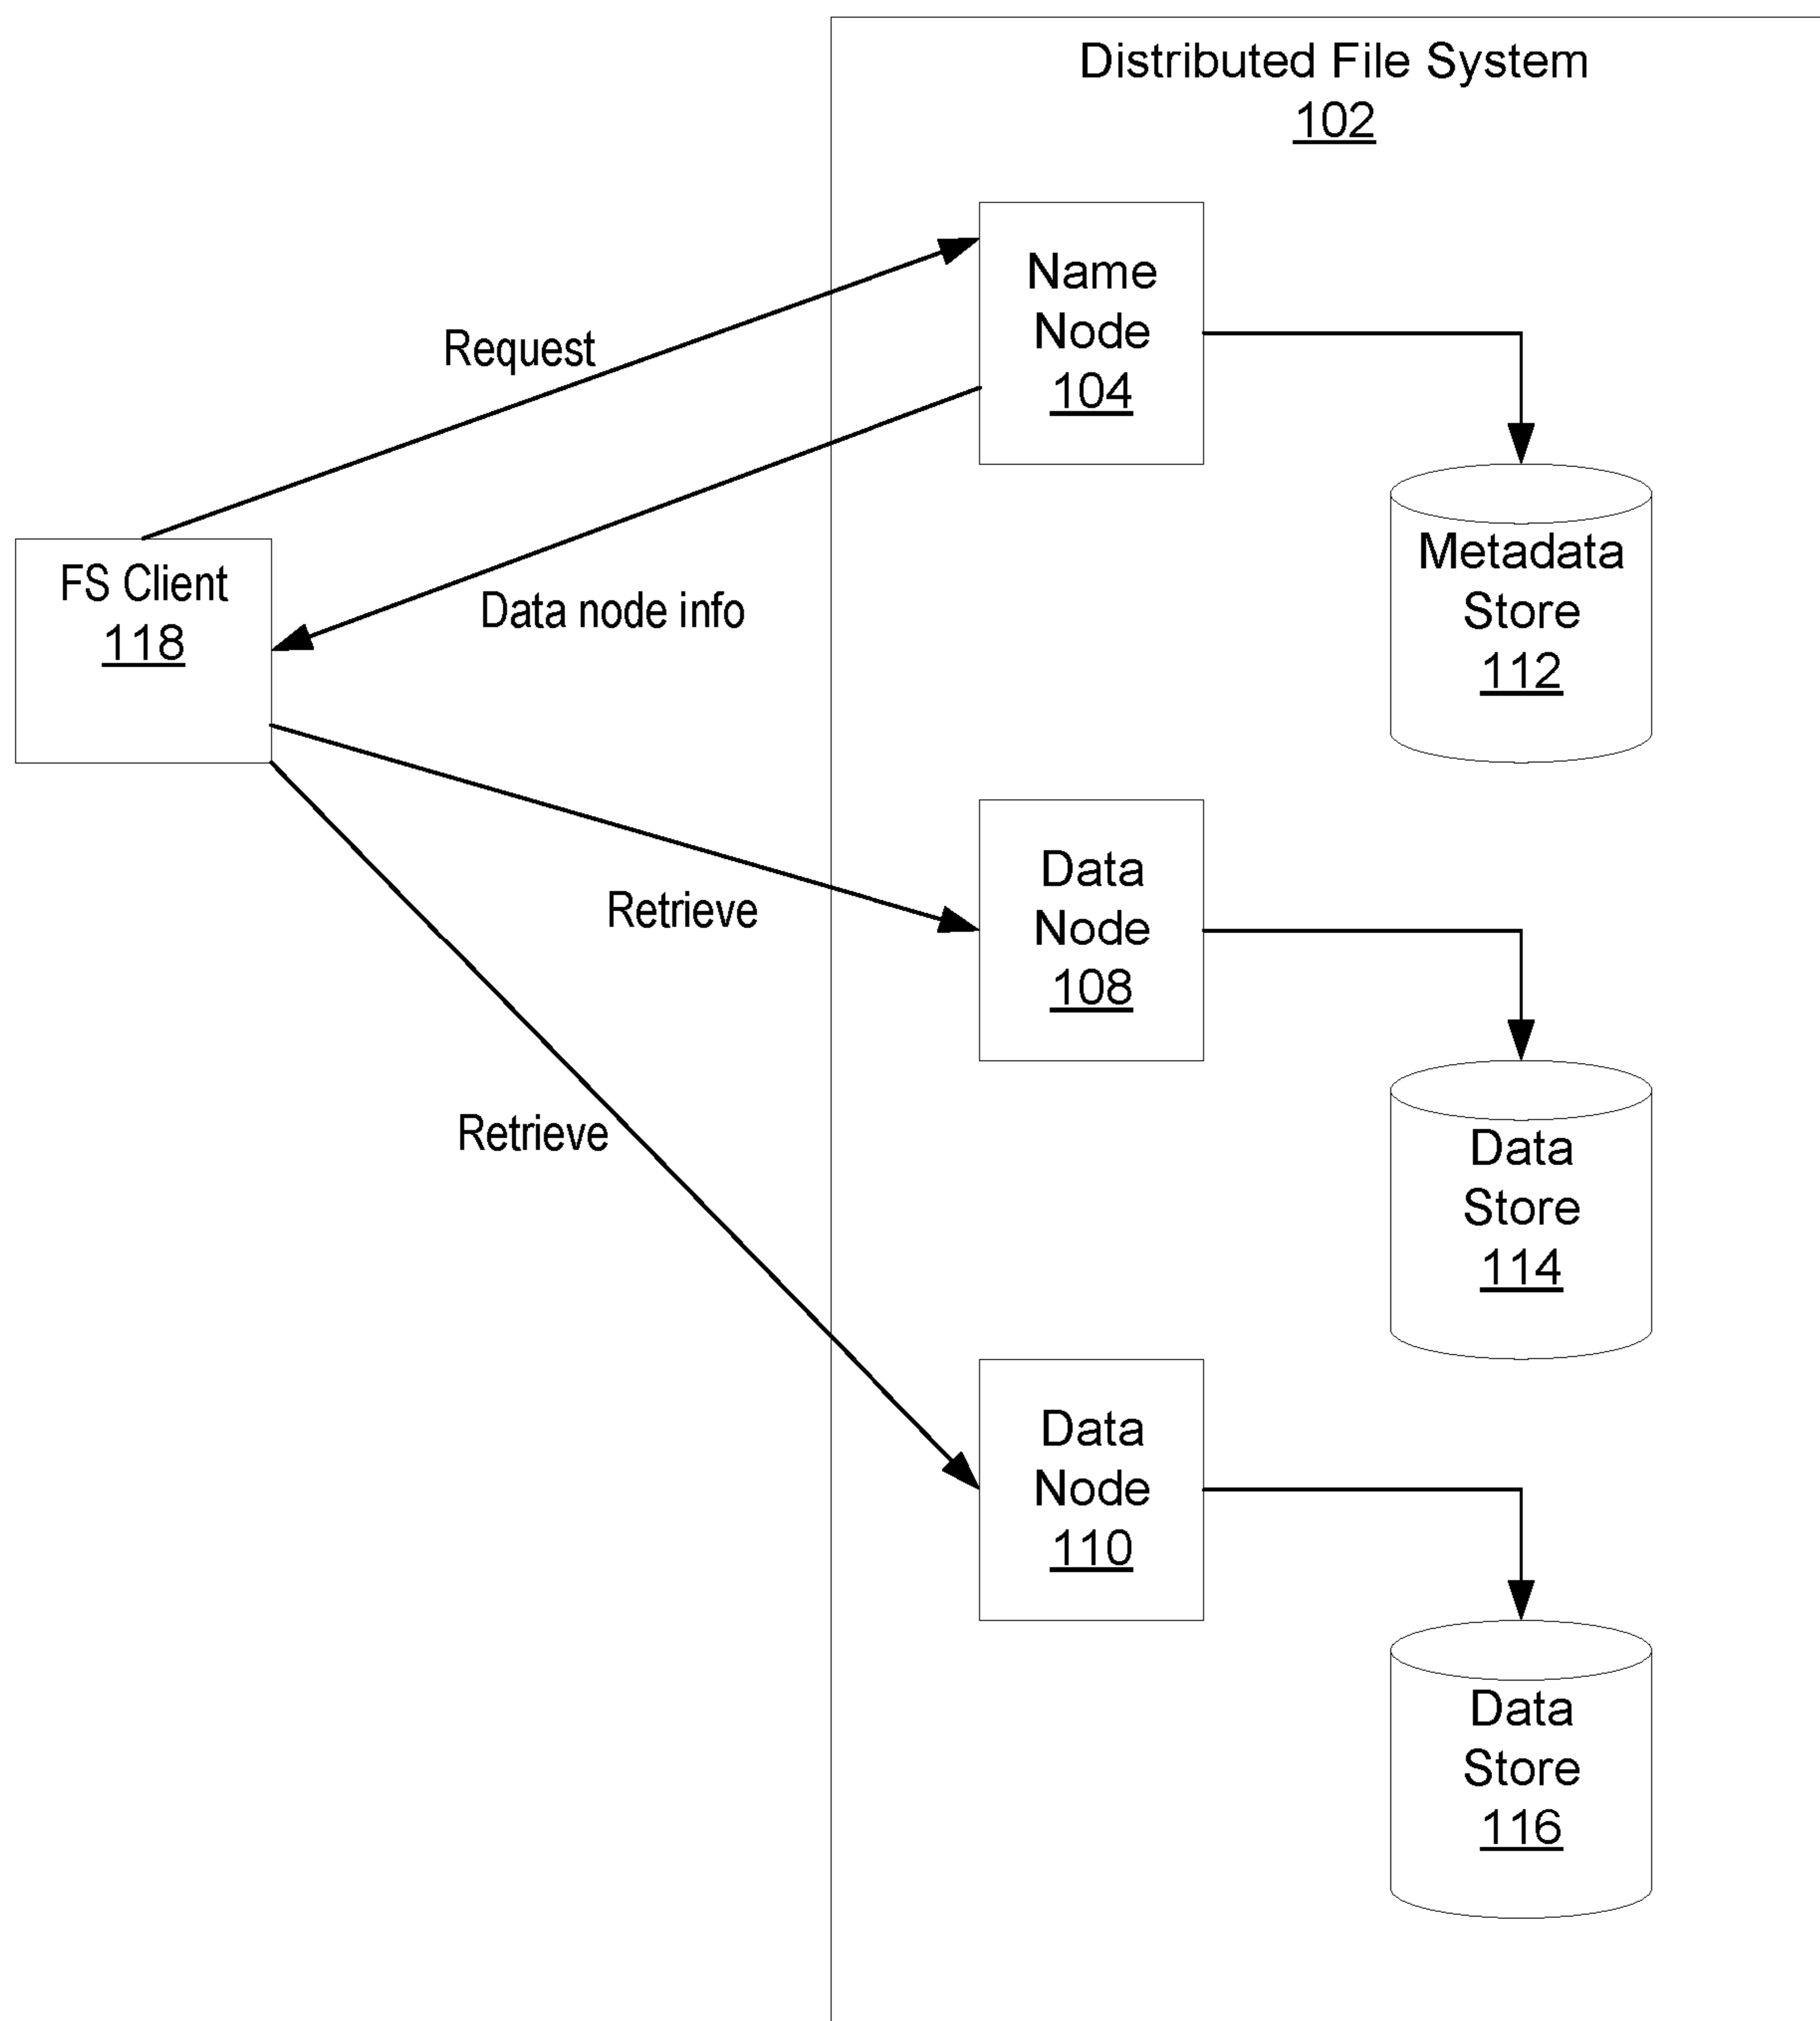 Distributed File System
102
Name
Node
104
Request
Metadata
Store
112
FS Client
118
Data node info
Data
Node
108
Retrieve
Data
Store
114
Retrieve
Data
Node
110
Data
Store
116